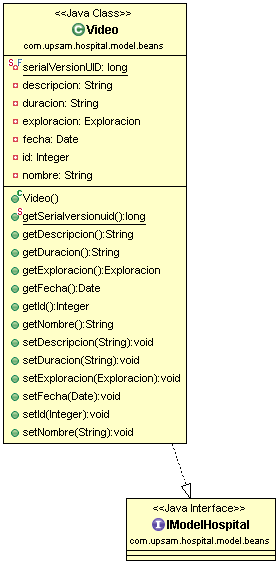 <<Java Class>>
C Video
com.upsam.hospital.model.beans
S F serialVersionUID: long
descripcion: String
duracion: String
exploracion: Exploracion
fecha: Date
id: Integer
nombre: String
C Video()
S getSerialversionuid():long
getDescripcion():String
getDuracion():String
getExploracion():Exploracion
getFecha():Date
getId():Integer
getNombre():String
setDescripcion(String):void
setDuracion(String):void
setExploracion(Exploracion):void
setFecha(Date):void
setId(Integer):void
setNombre(String):void
<<Java Interface>>
I IModelHospital
com.upsam.hospital.model.beans